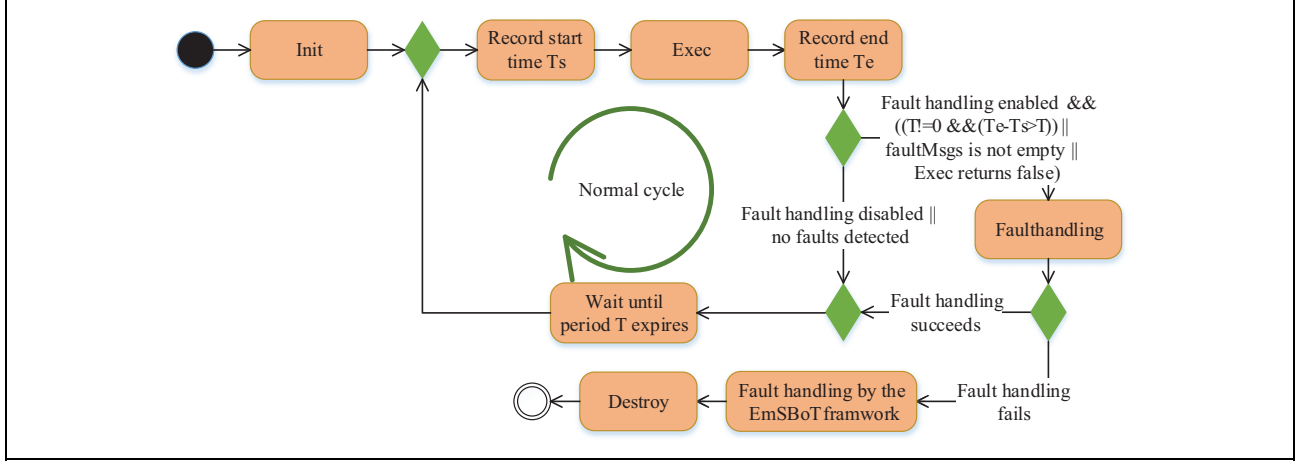 Init
Record start
time Ts
Exec
Record end
time Te
Fault handling enabled &&
((T!=0 &&(Te-Ts>T)) ||
faultMsgs is not empty ||
Exec returns false)
Normal cycle
Fault handling disabled ||
no faults detected
Faulthandling
Wait until
period T expires
Fault handling
succeeds
Destroy
Fault handling by the
EmSBoT framwork
Fault handling
fails